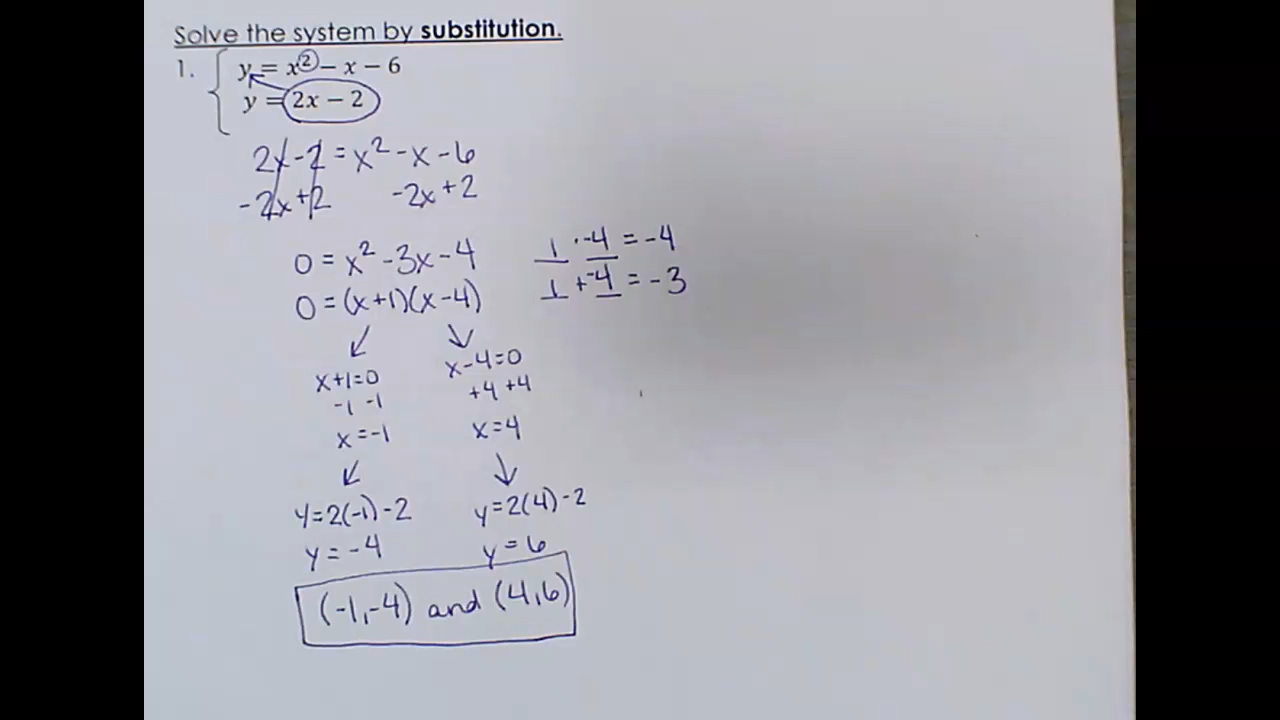 Solve the system by substitution.
1. y = x² − x − 6
y = 2x − 2
2x - 2 = x² - x - 6
- 2x + 2 - 2x + 2
0 = x² - 3x - 4
1 · -4 = -4
1 + -4 = -3
0 = (x + 1)(x - 4)
x + 1 = 0
x - 4 = 0
-1 -1
+4 +4
x = -1
x = 4
y = 2(-1) - 2
y = 2(4) - 2
y = -4
y = 6
(-1, -4) and (4, 6)